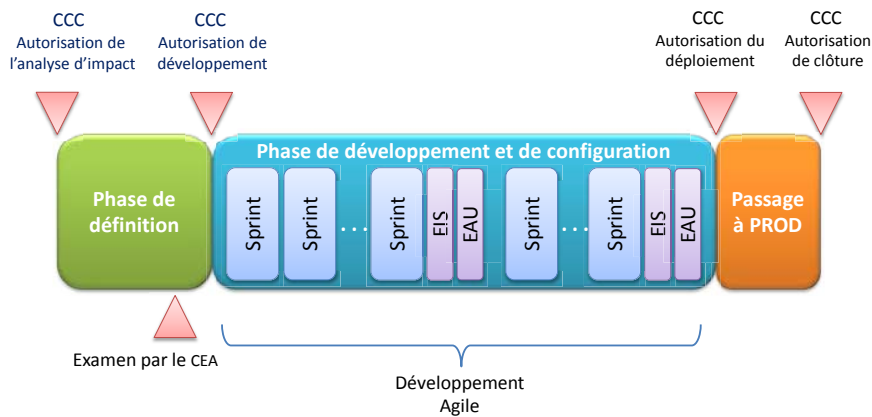 CCC
Autorisation de
l'analyse d'impact
CCC
Autorisation de
développement
CCC
Autorisation du
déploiement
CCC
Autorisation
de clôture
Phase de
définition
Phase de développement et de configuration
Sprint
Sprint
...
Sprint
EIS
EAU
Sprint
...
Sprint
EIS
EAU
Passage
à PROD
Examen par le CEA
Développement
Agile